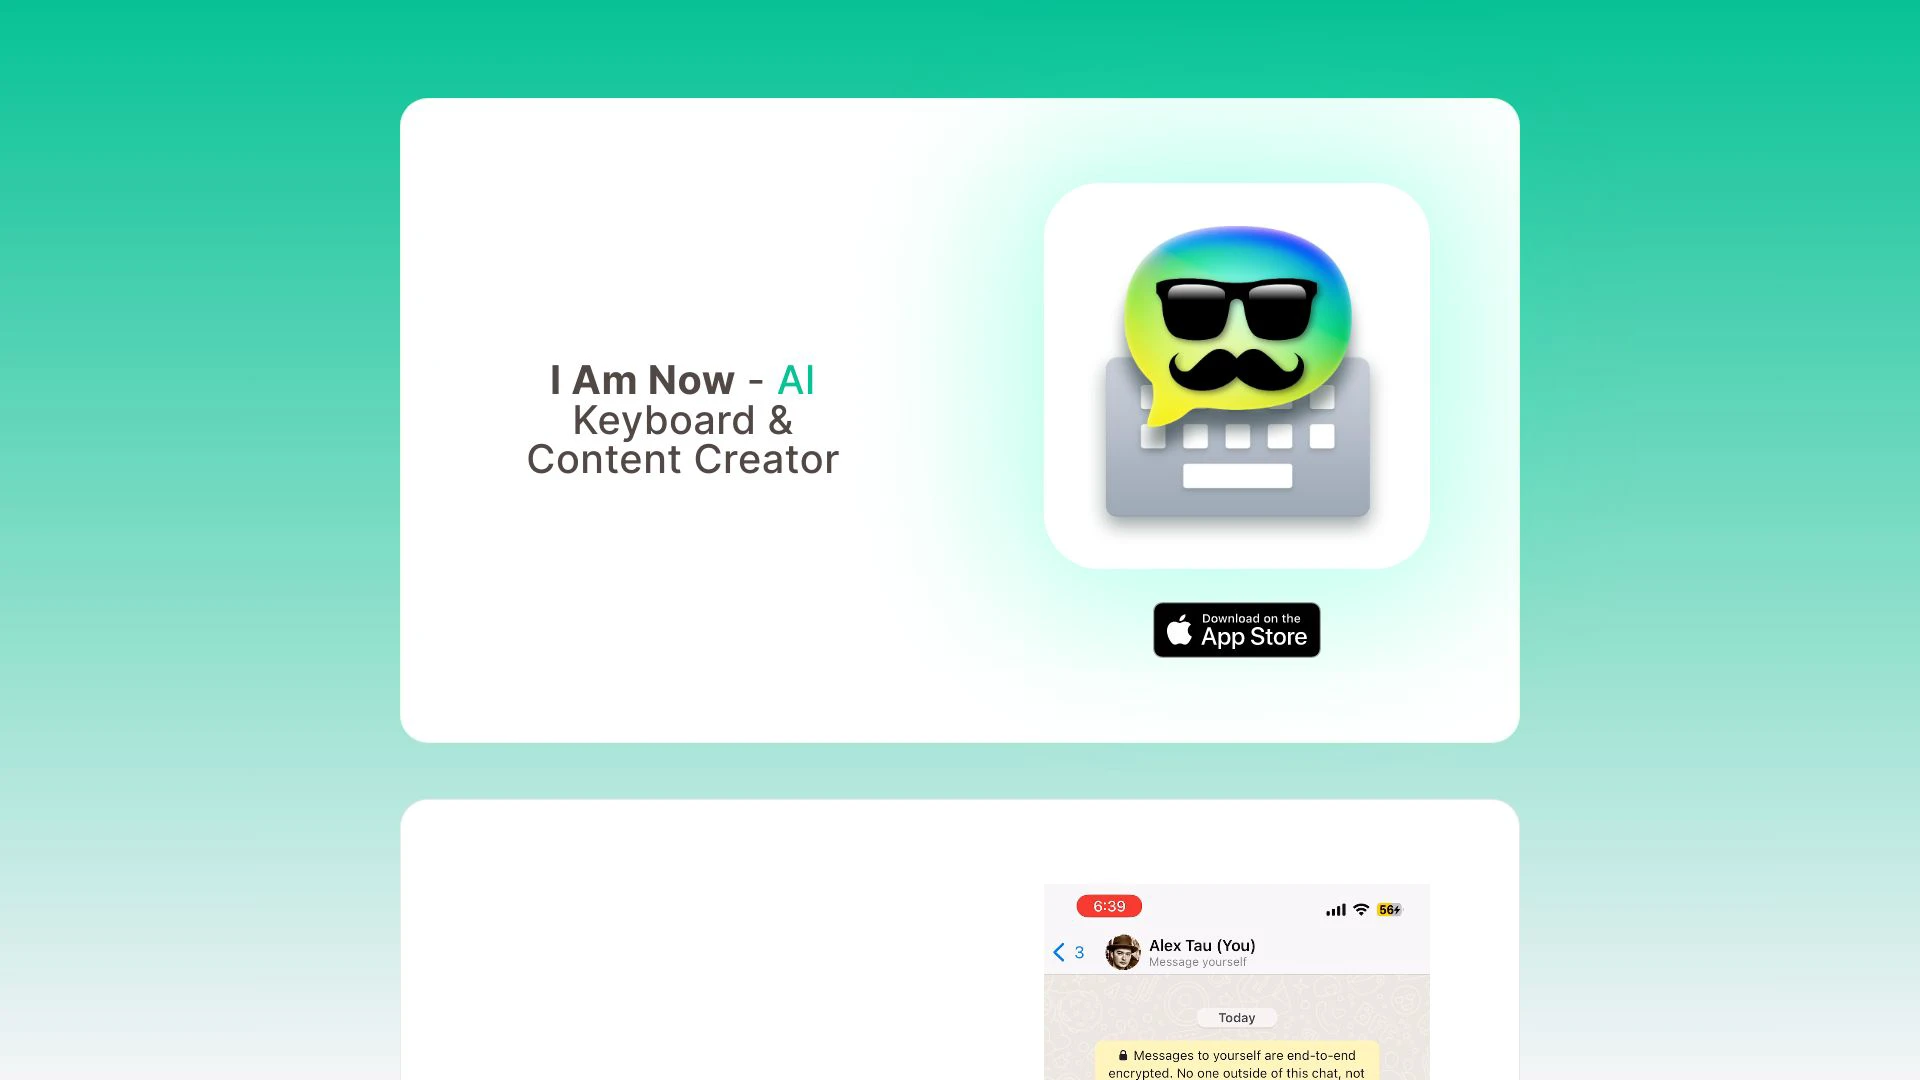 I Am Now - AI
Keyboard &
Content Creator
Download on the
App Store
6:39
56
3
Alex Tau (You)
Message yourself
Today
Messages to yourself are end-to-end
encrypted. No one outside of this chat, not